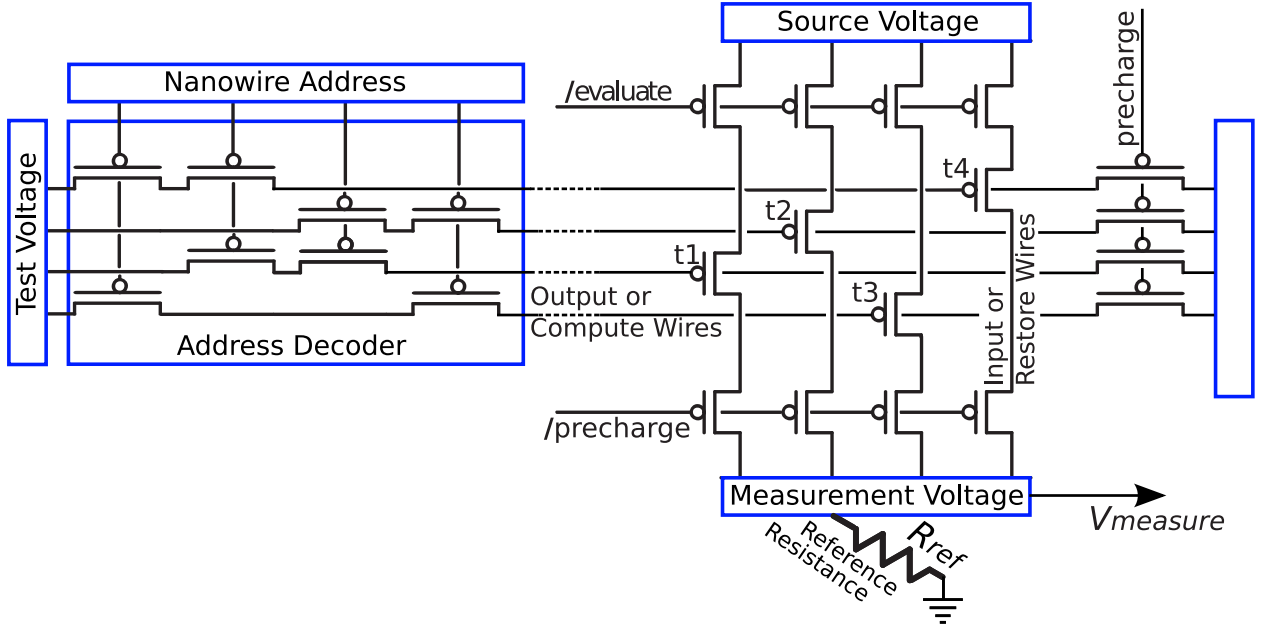 Source Voltage
precharge
Nanowire Address
/evaluate
Test Voltage
t4
t2
t1
t3
Output or
Compute Wires
Input or
Restore Wires
Address Decoder
/precharge
Measurement Voltage
Vmeasure
Rref
Reference
Resistance